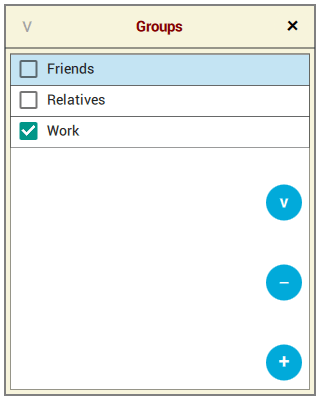 v Groups ×
Friends
Relatives
Work
v
–
+